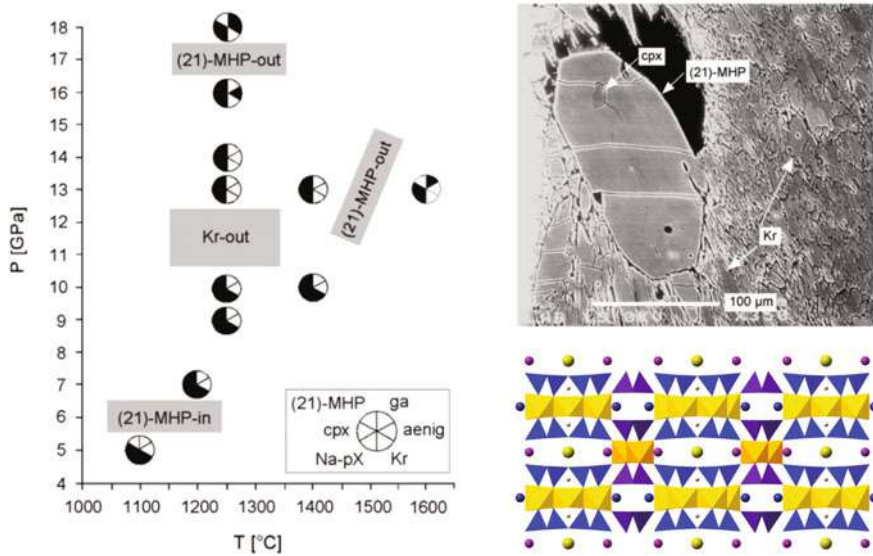 18
17
16
15
14
13
12
11
10
9
8
7
6
5
4
P [GPa]
1000 1100 1200 1300 1400 1500 1600
T [°C]
(21)-MHP-out
(21)-MHP-out
Kr-out
(21)-MHP-in
(21)-MHP ga
cpx aenig
Na-pX Kr
cpx
(21)-MHP
Kr
100 µm